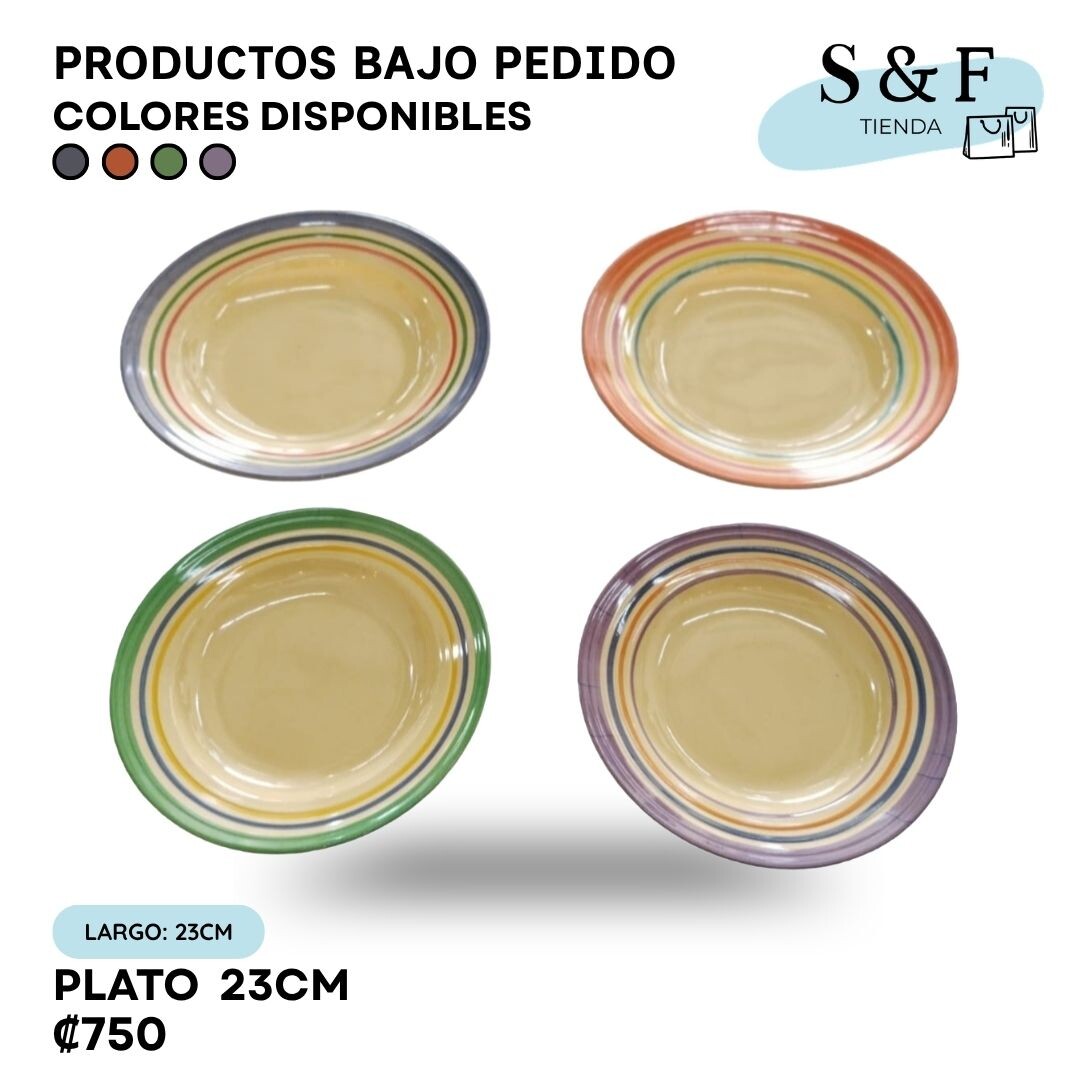 PRODUCTOS BAJO PEDIDO
COLORES DISPONIBLES
S & F
TIENDA
LARGO: 23CM
PLATO 23CM
₡750